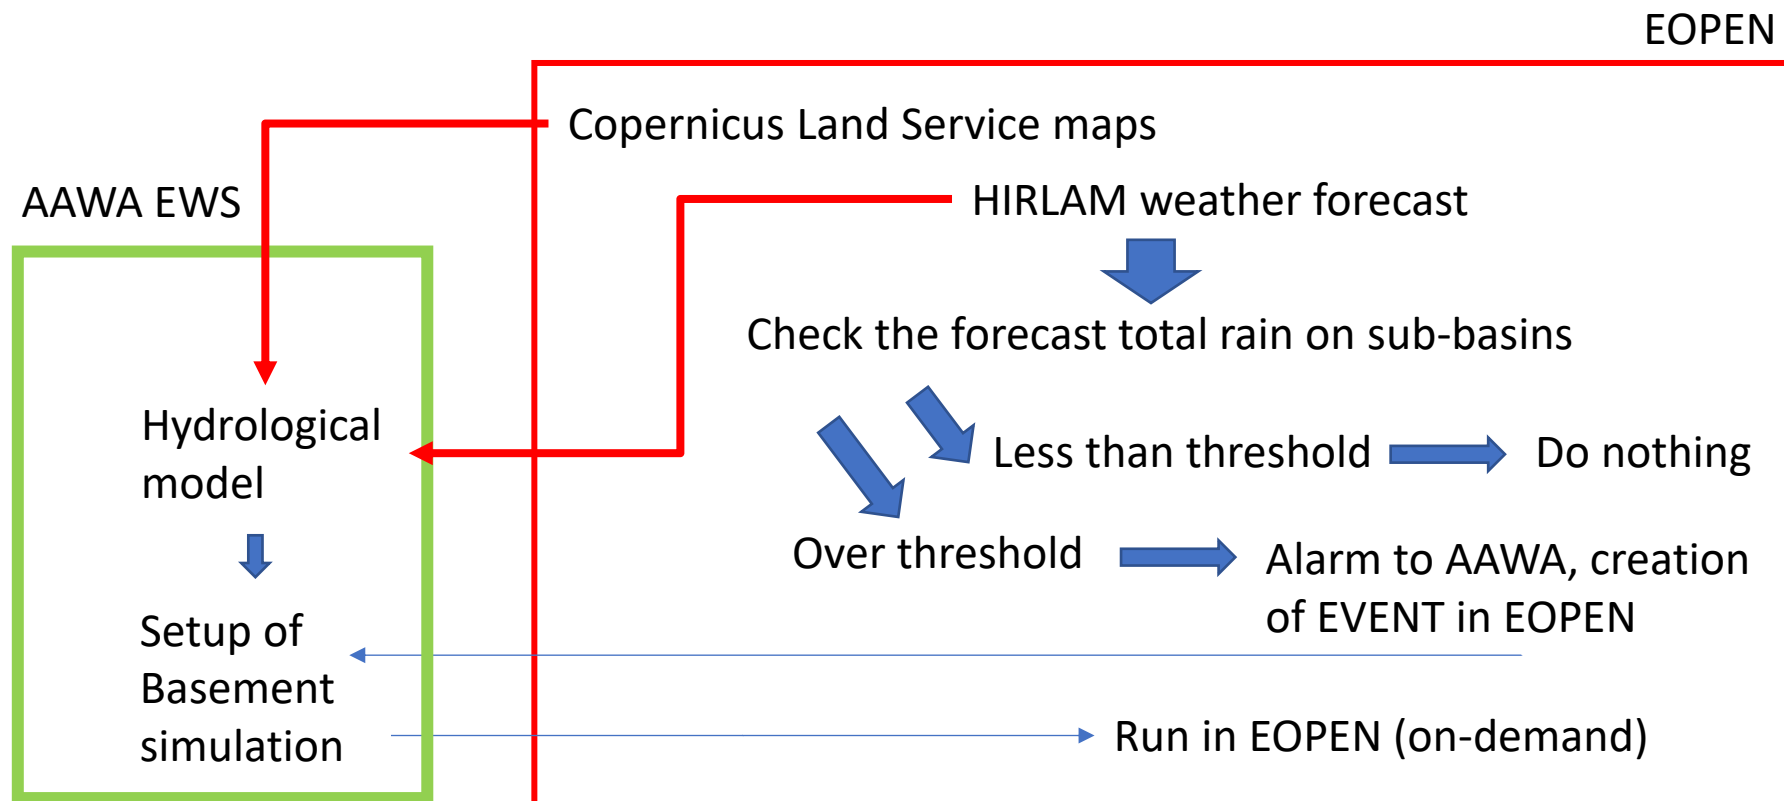 EOPEN
Copernicus Land Service maps
AAWA EWS
HIRLAM weather forecast
Check the forecast total rain on sub-basins
Hydrological
model
Less than threshold
Do nothing
Over threshold
Alarm to AAWA, creation
of EVENT in EOPEN
Setup of
Basement
simulation
Run in EOPEN (on-demand)